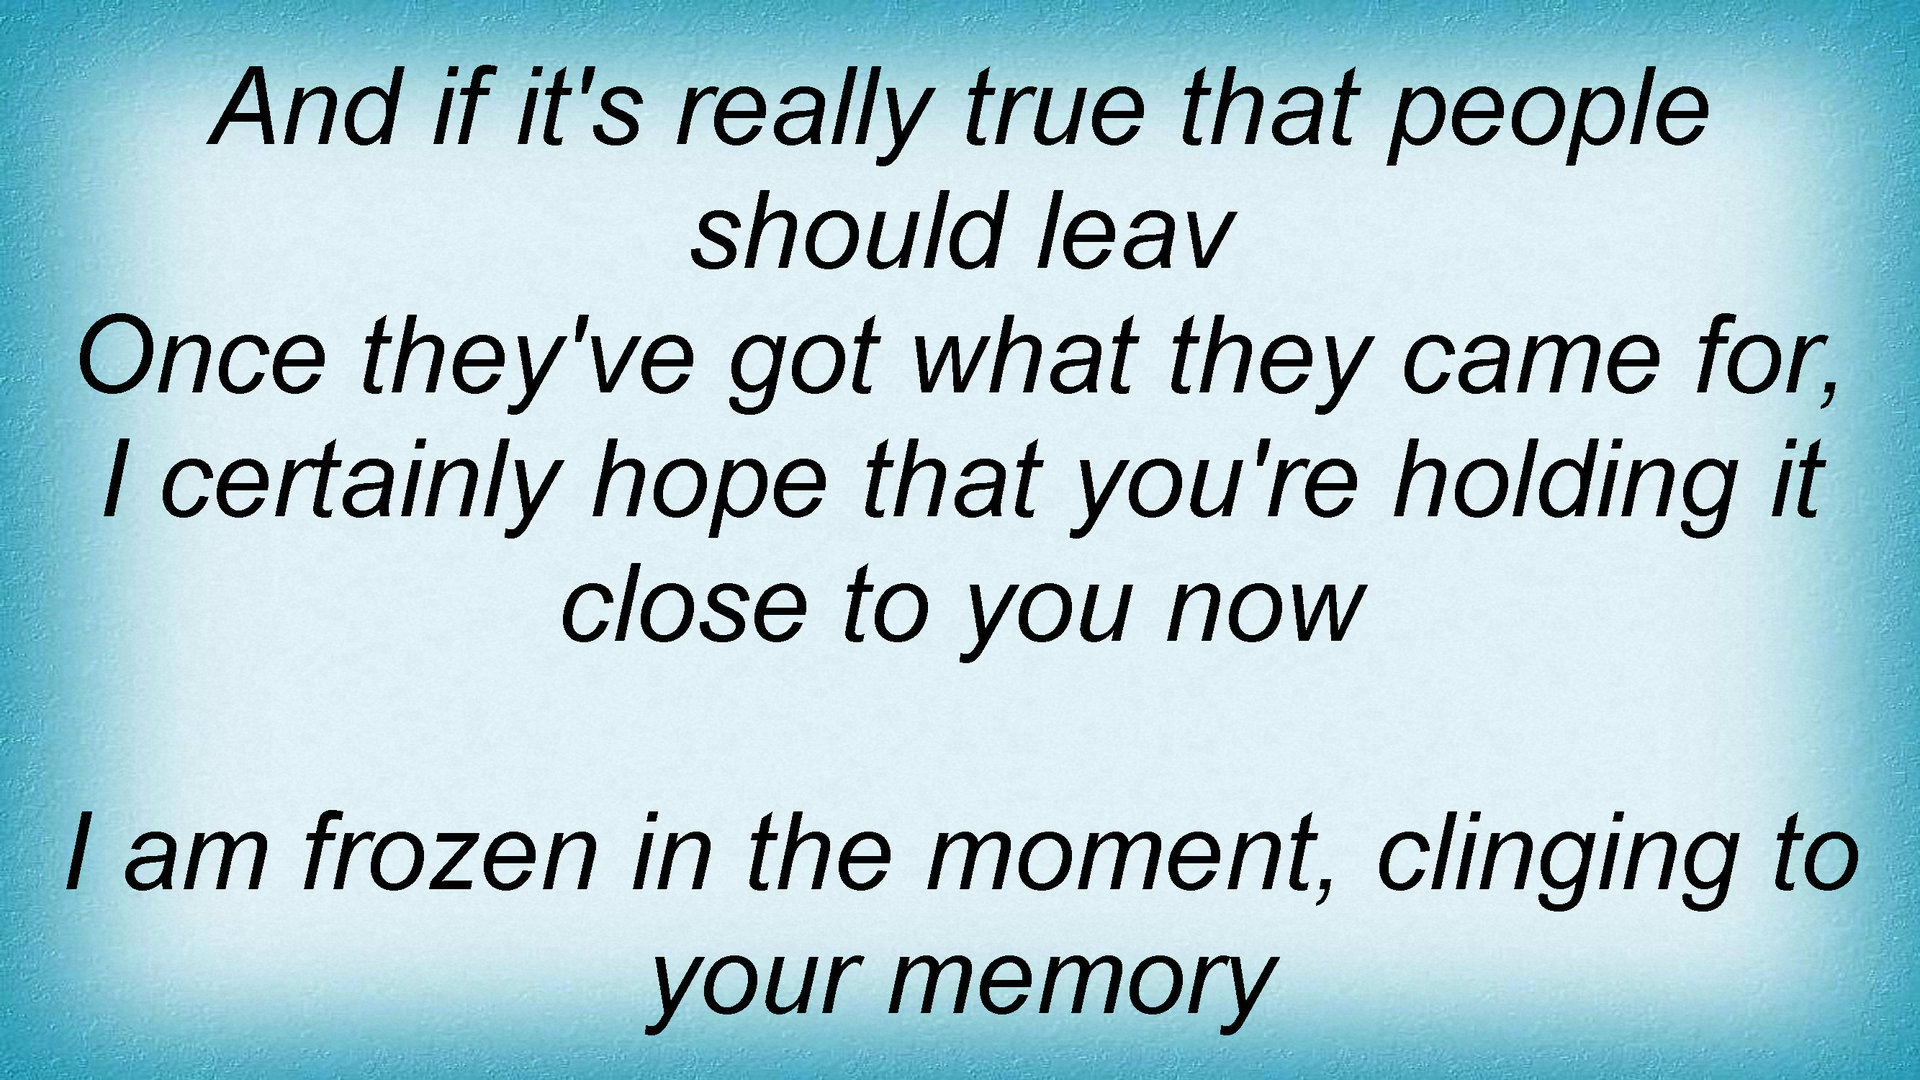 And if it's really true that people
should leav
Once they've got what they came for,
I certainly hope that you're holding it
close to you now
I am frozen in the moment, clinging to
your memory